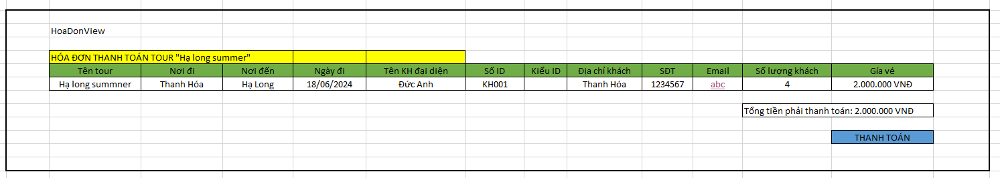 HoaDonView
HÓA ĐƠN THANH TOÁN TOUR "Hạ long summer"
Tên tour Nơi đi Nơi đến Ngày đi Tên KH đại diện Số ID Kiểu ID Địa chỉ khách SĐT Email Số lượng khách Gía vé
Hạ long summner Thanh Hóa Hạ Long 18/06/2024 Đức Anh KH001 Thanh Hóa 1234567 abc 4 2.000.000 VNĐ
Tổng tiền phải thanh toán: 2.000.000 VNĐ
THANH TOÁN